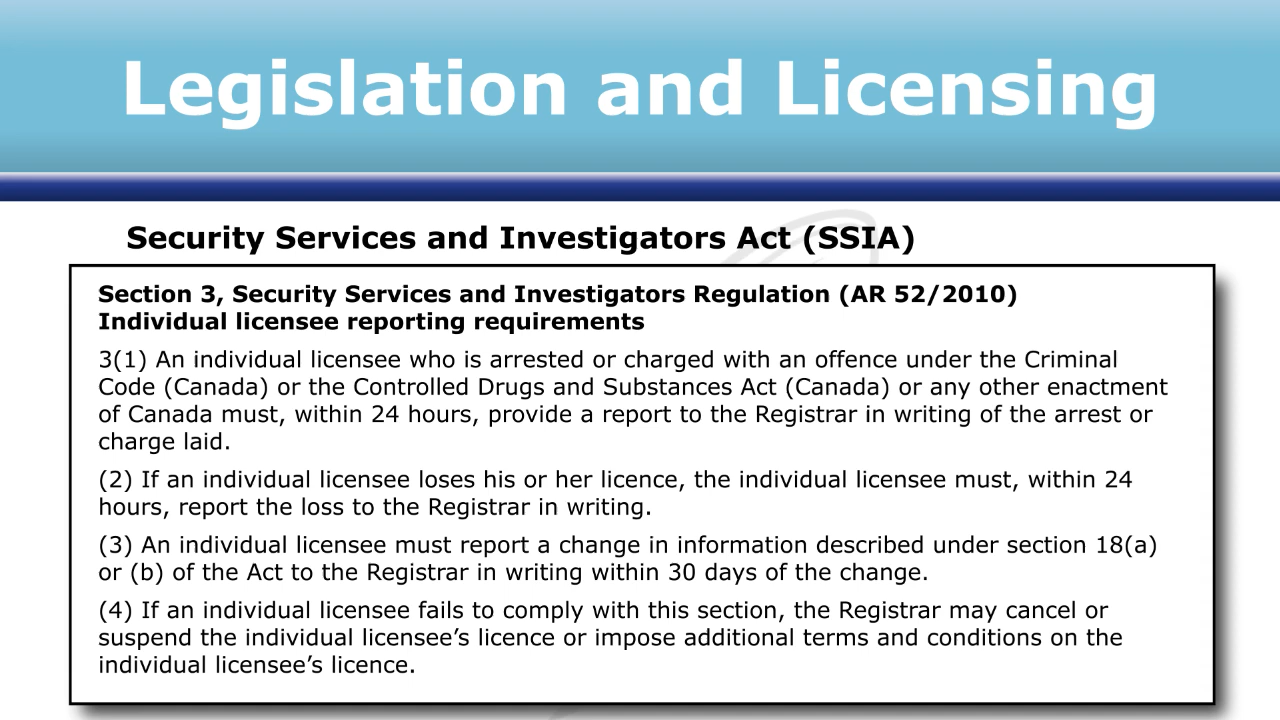 Legislation and Licensing
Security Services and Investigators Act (SSIA)
Section 3, Security Services and Investigators Regulation (AR 52/2010)
Individual licensee reporting requirements
3(1) An individual licensee who is arrested or charged with an offence under the Criminal
Code (Canada) or the Controlled Drugs and Substances Act (Canada) or any other enactment
of Canada must, within 24 hours, provide a report to the Registrar in writing of the arrest or
charge laid.
(2) If an individual licensee loses his or her licence, the individual licensee must, within 24
hours, report the loss to the Registrar in writing.
(3) An individual licensee must report a change in information described under section 18(a)
or (b) of the Act to the Registrar in writing within 30 days of the change.
(4) If an individual licensee fails to comply with this section, the Registrar may cancel or
suspend the individual licensee’s licence or impose additional terms and conditions on the
individual licensee’s licence.